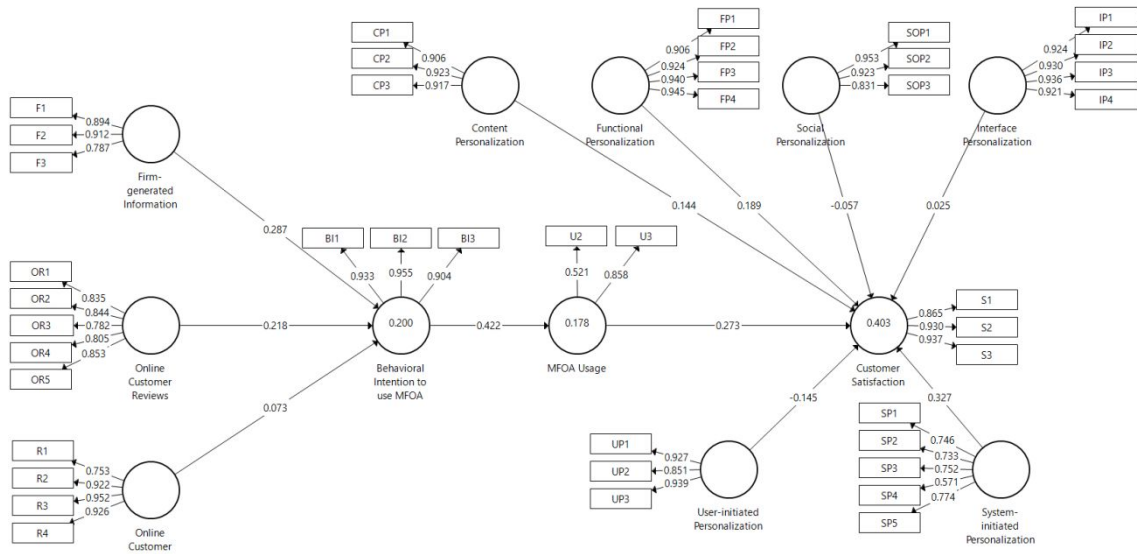 CP1
CP2
CP3
0.906
0.923
0.917
Content
Personalization
FP1
FP2
FP3
FP4
0.906
0.924
0.940
0.945
Functional
Personalization
SOP1
SOP2
SOP3
0.953
0.923
0.831
Social
Personalization
IP1
IP2
IP3
IP4
0.924
0.930
0.936
0.921
Interface
Personalization
F1
F2
F3
0.894
0.912
0.787
Firm-
generated
Information
0.287
0.144
0.189
-0.057
0.025
OR1
OR2
OR3
OR4
OR5
0.835
0.844
0.782
0.805
0.853
Online
Customer
Reviews
0.218
BI1
BI2
BI3
0.933
0.955
0.904
0.200
Behavioral
Intention to
use MFOA
0.422
U2
U3
0.521
0.858
0.178
MFOA Usage
0.273
0.403
Customer
Satisfaction
S1
S2
S3
0.865
0.930
0.937
0.073
-0.145
0.327
R1
R2
R3
R4
0.753
0.922
0.952
0.926
Online
Customer
UP1
UP2
UP3
0.927
0.851
0.939
User-initiated
Personalization
SP1
SP2
SP3
SP4
SP5
0.746
0.733
0.752
0.571
0.774
System-
initiated
Personalization